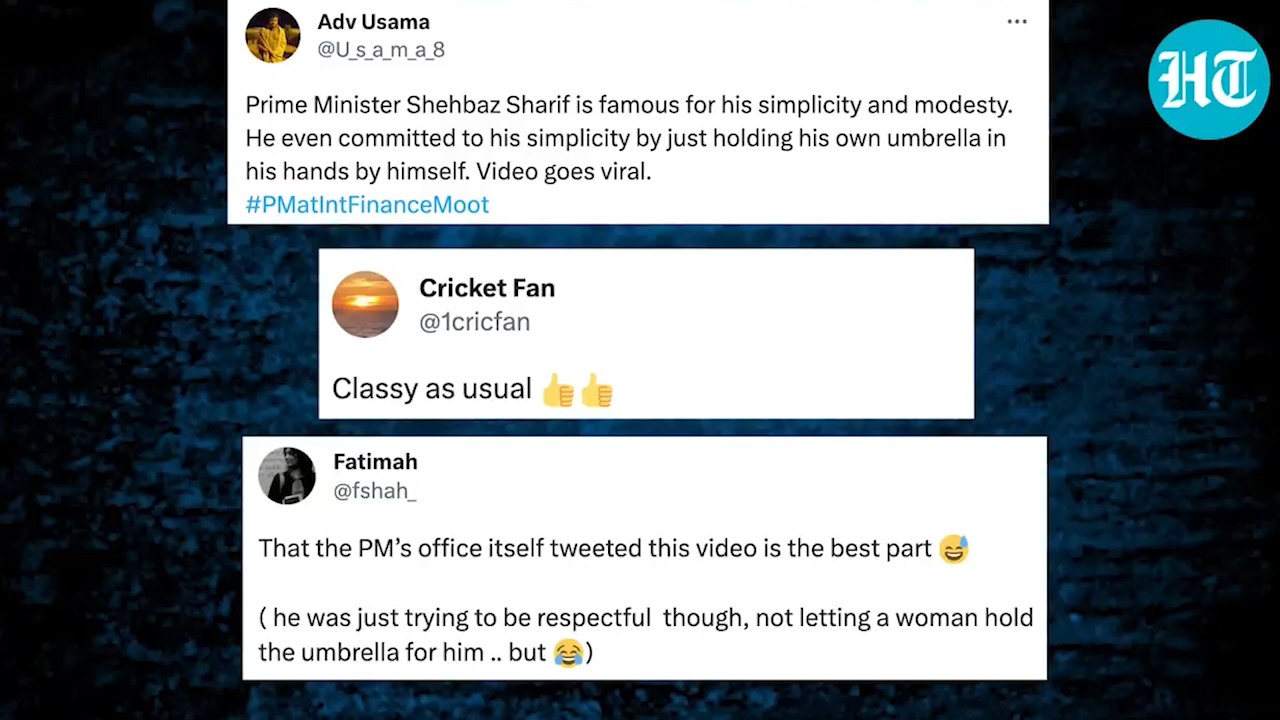 Adv Usama
@U_s_a_m_a_8
Prime Minister Shehbaz Sharif is famous for his simplicity and modesty.
He even committed to his simplicity by just holding his own umbrella in
his hands by himself. Video goes viral.
#PMatIntFinanceMoot
HT
Cricket Fan
@1cricfan
Classy as usual 👍👍
Fatimah
@fshah_
That the PM's office itself tweeted this video is the best part 😅
( he was just trying to be respectful  though, not letting a woman hold
the umbrella for him .. but 😂)